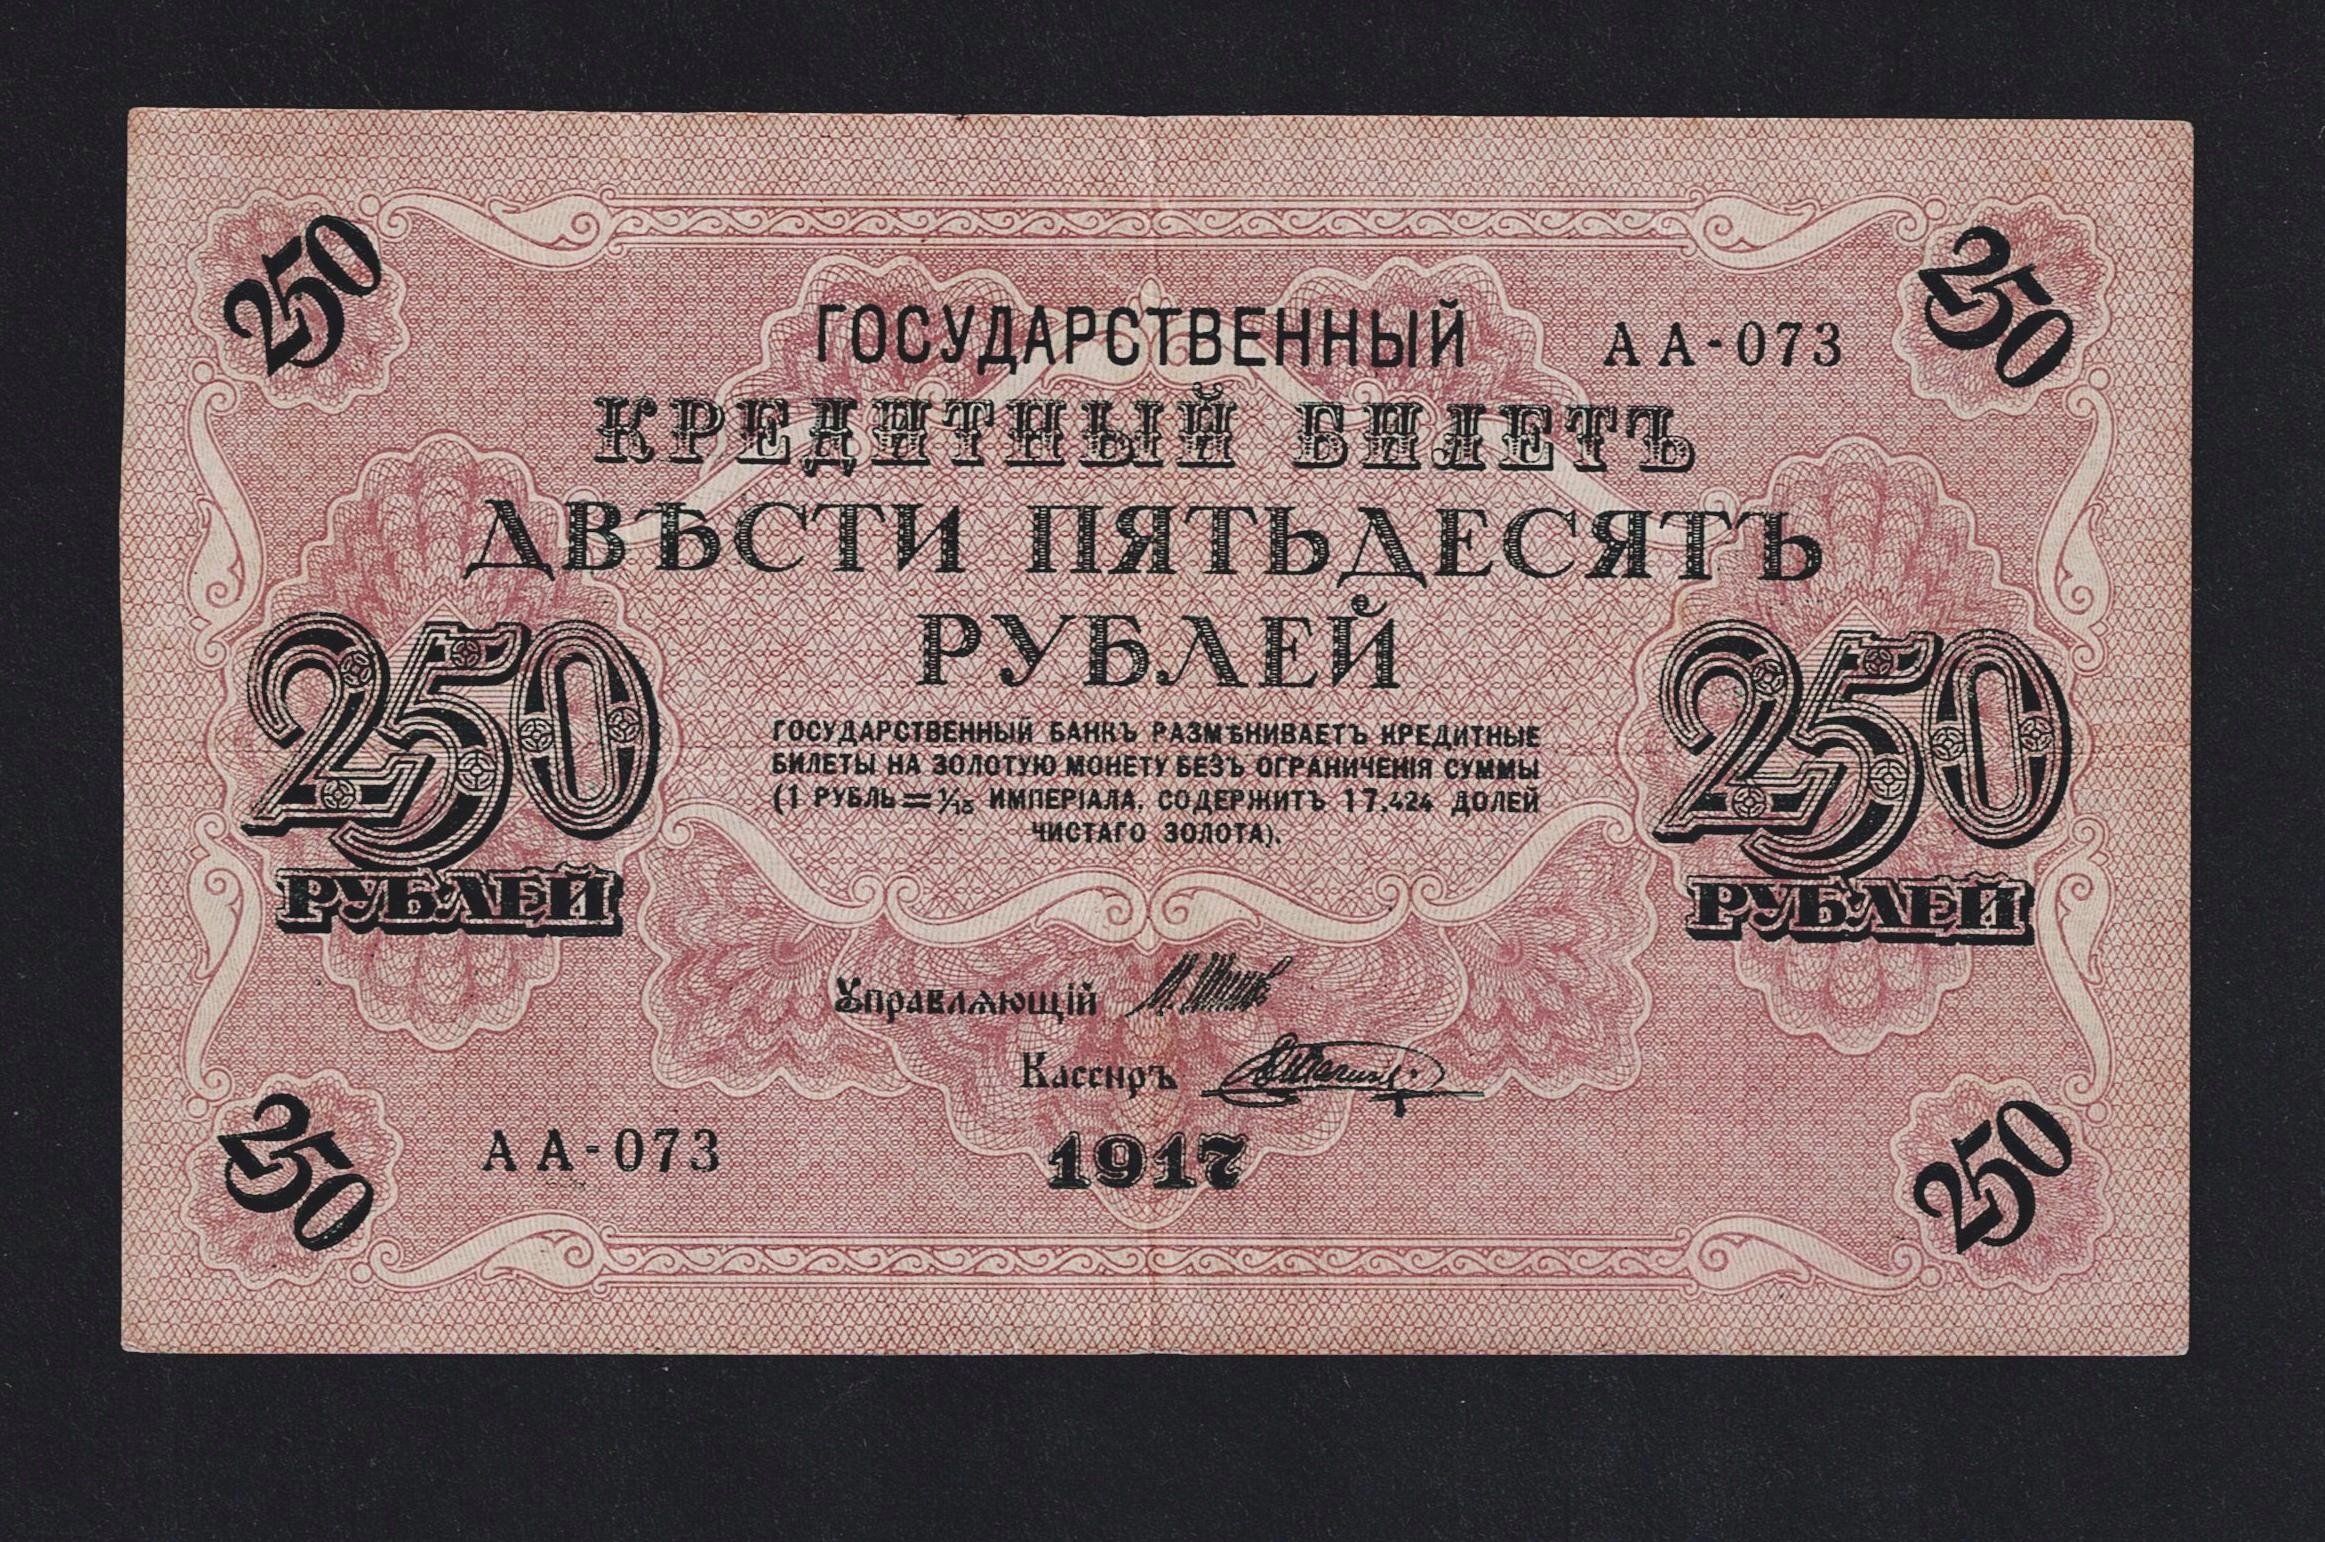 250
250
ГОСУДАРСТВЕННЫЙ
АА-073
КРЕДИТНЫЙ БИЛЕТЪ
ДВѢСТИ ПЯТЬДЕСЯТЪ
РУБЛЕЙ
250
РУБЛЕЙ
250
РУБЛЕЙ
ГОСУДАРСТВЕННЫЙ БАНКЪ РАЗМѢНИВАЕТЪ КРЕДИТНЫЕ
БИЛЕТЫ НА ЗОЛОТУЮ МОНЕТУ БЕЗЪ ОГРАНИЧЕНІЯ СУММЫ
(1 РУБЛЬ = 1/15 ИМПЕРІАЛА, СОДЕРЖИТЪ 17,424 ДОЛЕЙ
ЧИСТАГО ЗОЛОТА).
Управляющій
Кассиръ
АА-073
1917
250
250